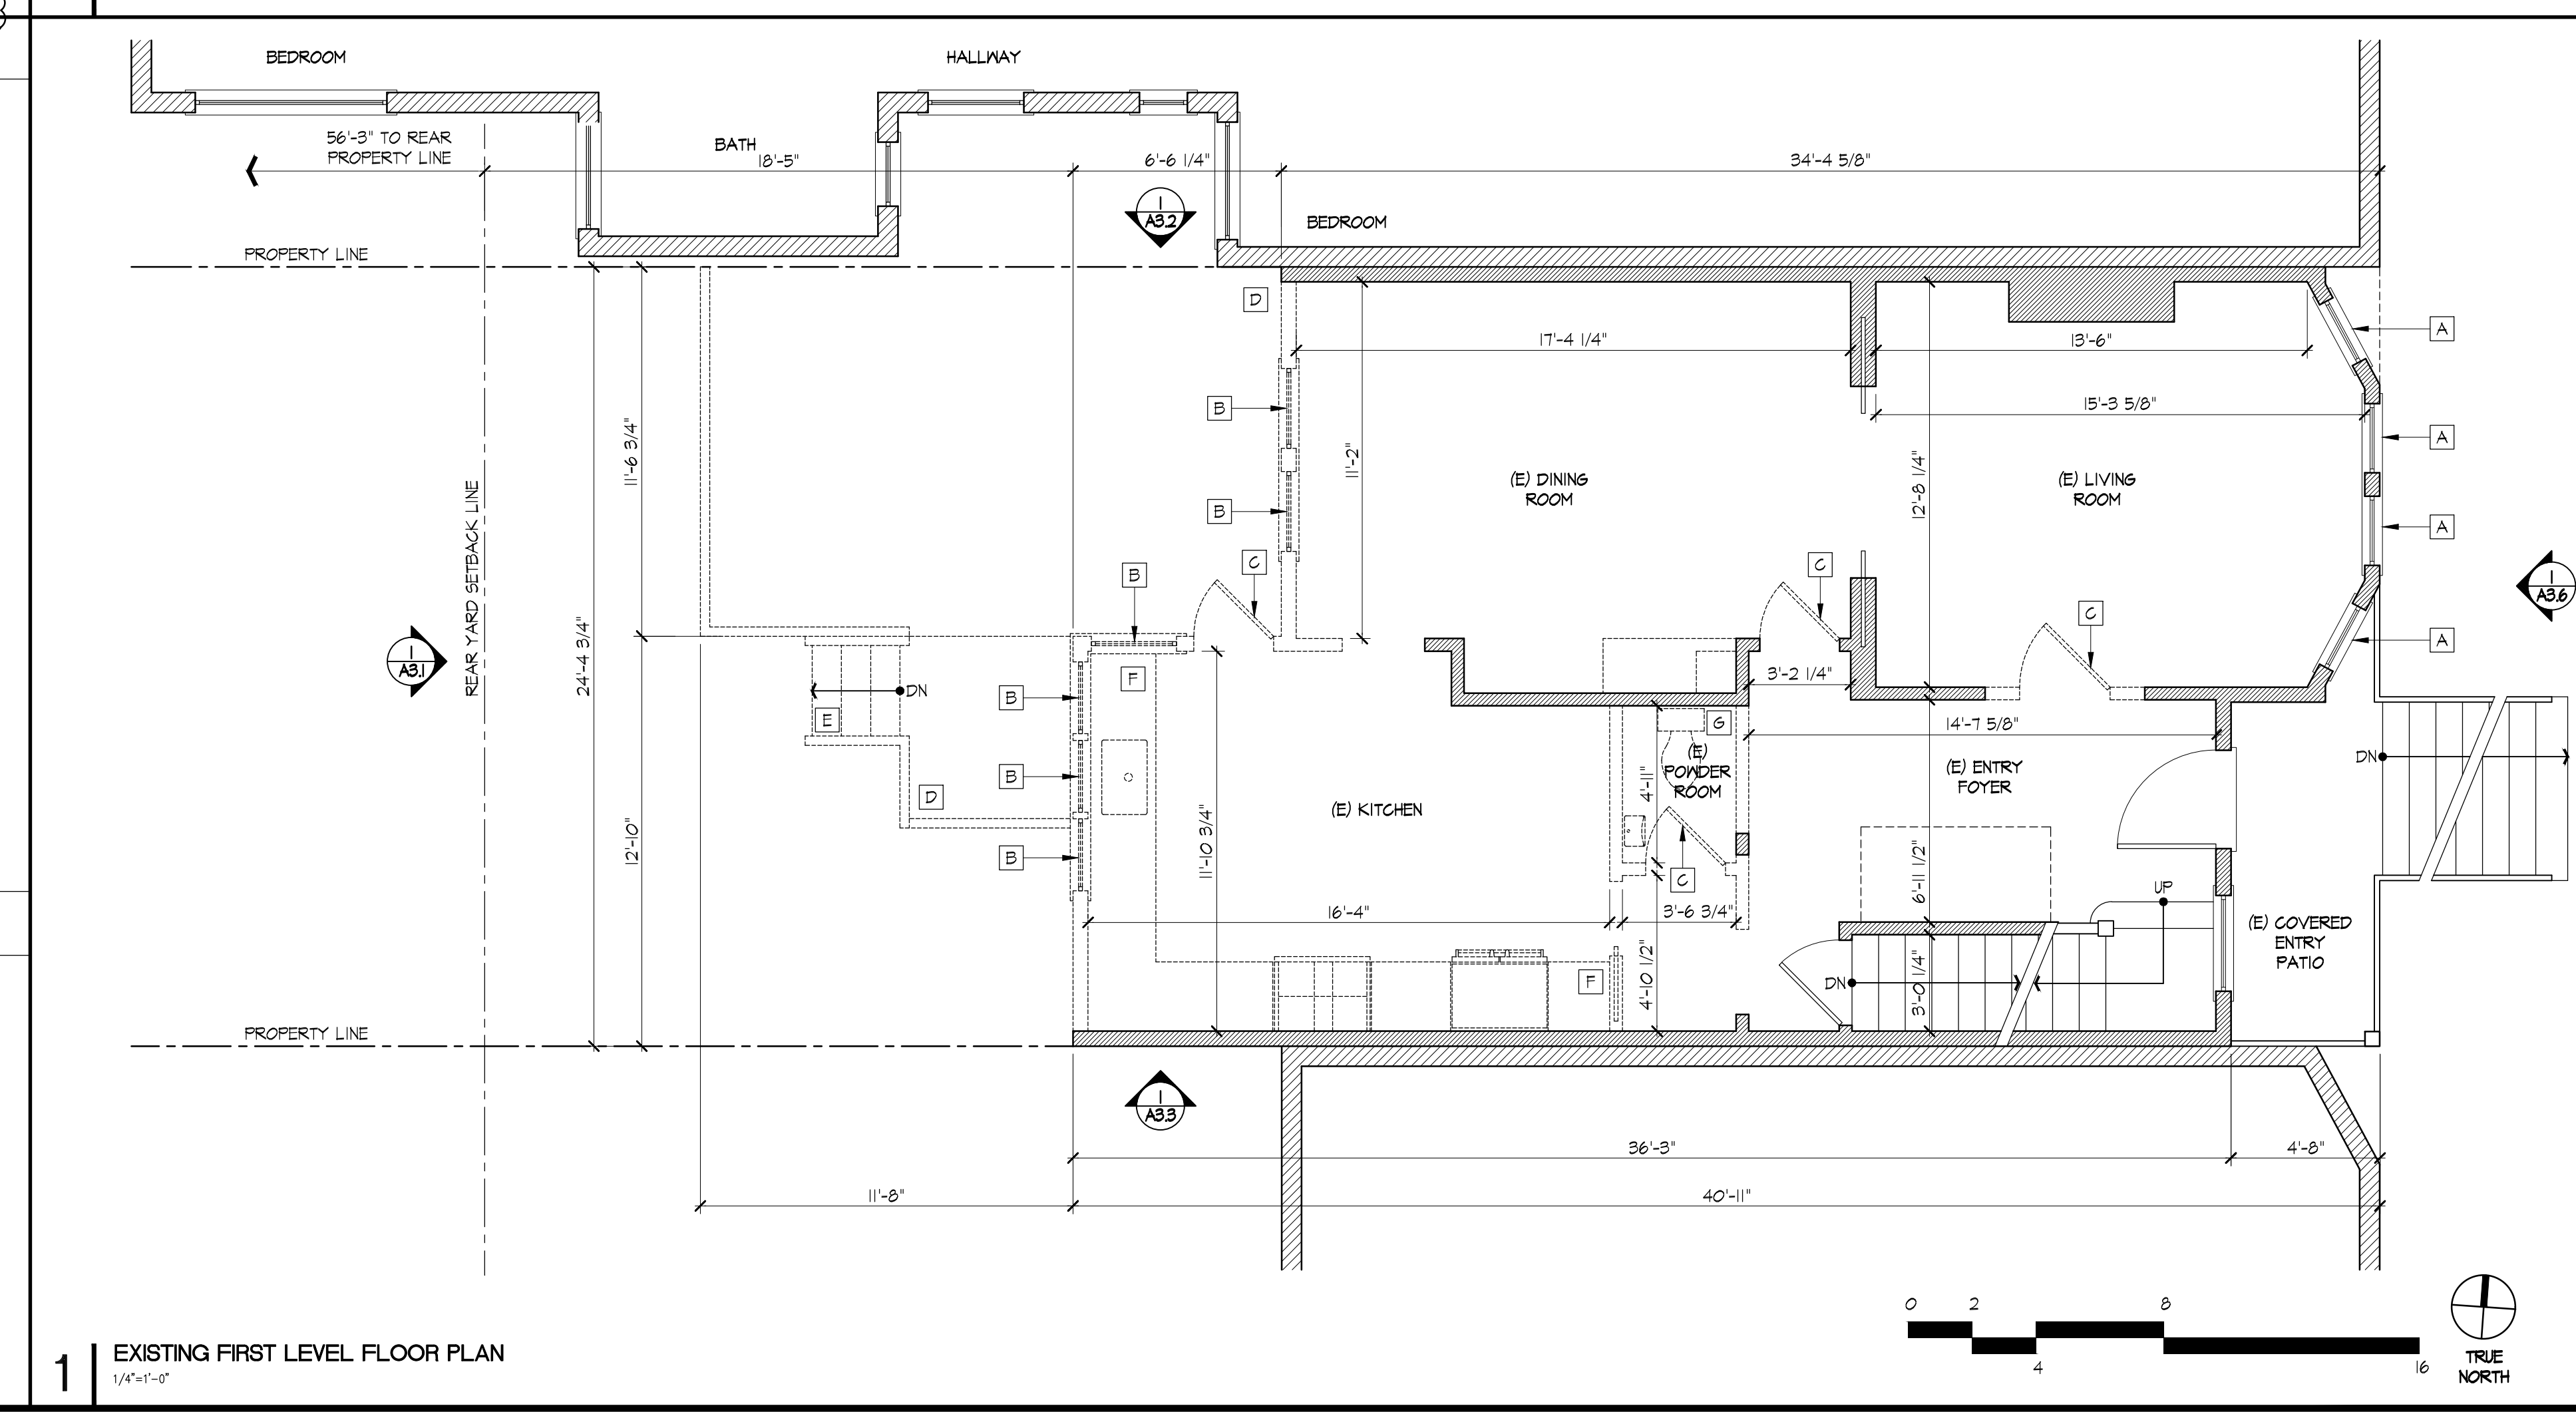 BEDROOM
HALLWAY
56'-3" TO REAR
PROPERTY LINE
BATH
18'-5"
6'-6 1/4"
34'-4 5/8"
1
A3.2
BEDROOM
PROPERTY LINE
D
A
17'-4 1/4"
13'-6"
B
15'-3 5/8"
A
11'-6 3/4"
11'-2"
12'-8 1/4"
(E) DINING
ROOM
(E) LIVING
ROOM
B
A
REAR YARD SETBACK LINE
B
C
C
C
1
A3.6
24'-4 3/4"
1
A3.1
A
F
3'-2 1/4"
DN
B
E
G
14'-7 5/8"
(E)
POWDER
ROOM
4'-11"
(E) ENTRY
FOYER
DN
B
D
(E) KITCHEN
12'-10"
11'-10 3/4"
B
C
6'-11 1/2"
UP
16'-4"
3'-6 3/4"
(E) COVERED
ENTRY
PATIO
4'-10 1/2"
F
DN
3'-0 1/4"
PROPERTY LINE
1
A3.3
36'-3"
4'-8"
11'-8"
40'-11"
0
2
8
4
16
TRUE
NORTH
1
EXISTING FIRST LEVEL FLOOR PLAN
1/4"=1'-0"